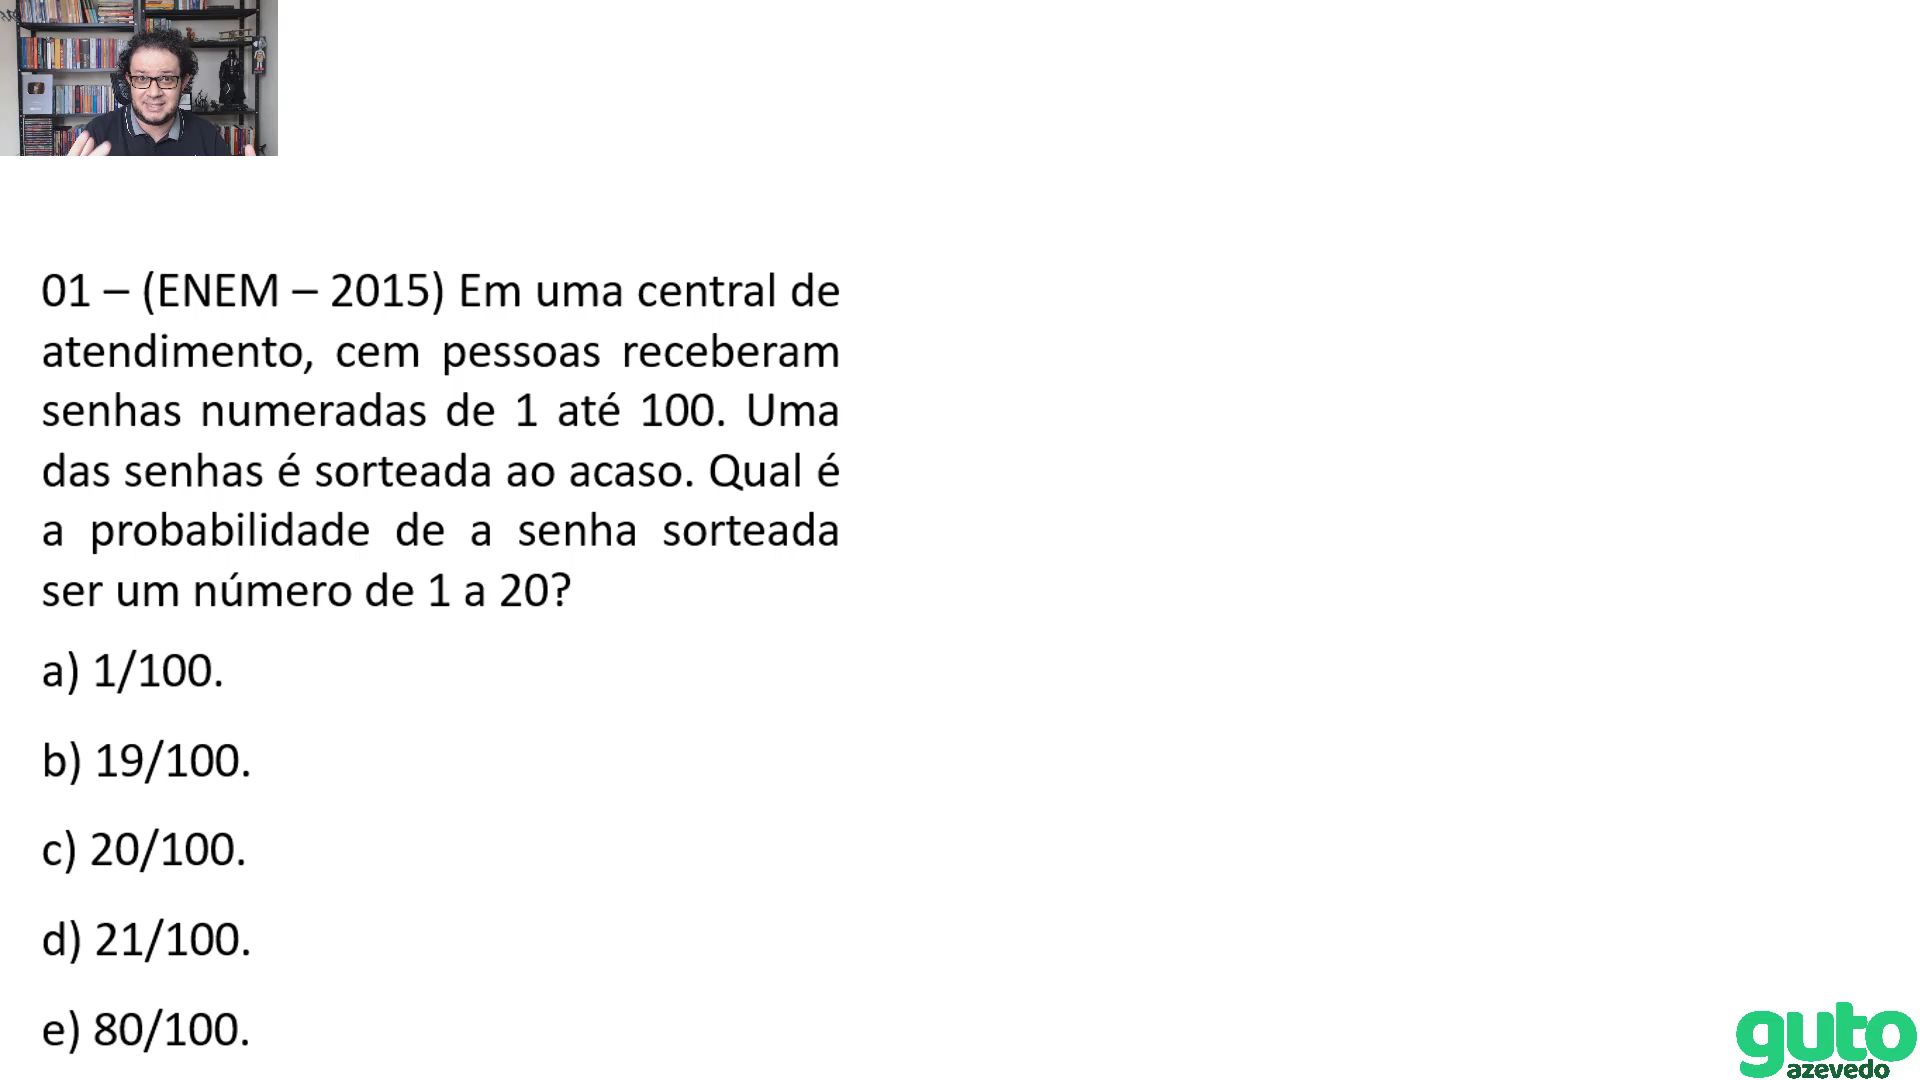 01 – (ENEM – 2015) Em uma central de
atendimento, cem pessoas receberam
senhas numeradas de 1 até 100. Uma
das senhas é sorteada ao acaso. Qual é
a probabilidade de a senha sorteada
ser um número de 1 a 20?
a) 1/100.
b) 19/100.
c) 20/100.
d) 21/100.
e) 80/100.
guto
azevedo